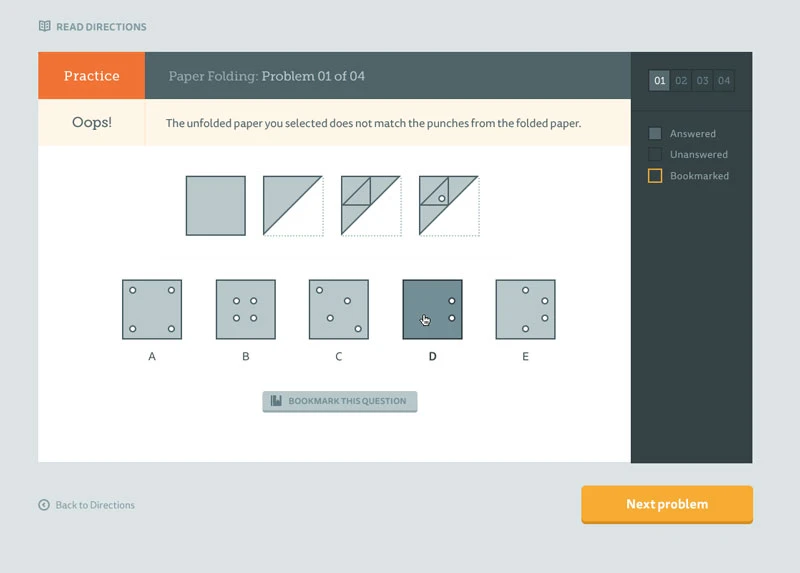 READ DIRECTIONS
Practice
Paper Folding: Problem 01 of 04
01 02 03 04
Oops!
The unfolded paper you selected does not match the punches from the folded paper.
Answered
Unanswered
Bookmarked
A B C D E
BOOKMARK THIS QUESTION
Back to Directions
Next problem